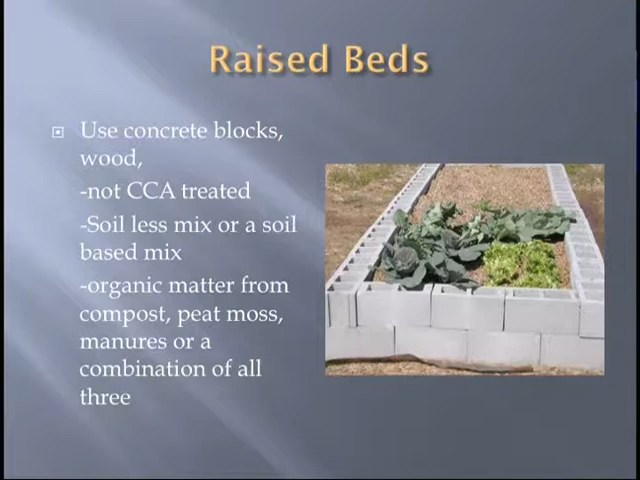 Raised Beds
Use concrete blocks,
wood,
-not CCA treated
-Soil less mix or a soil
based mix
-organic matter from
compost, peat moss,
manures or a
combination of all
three